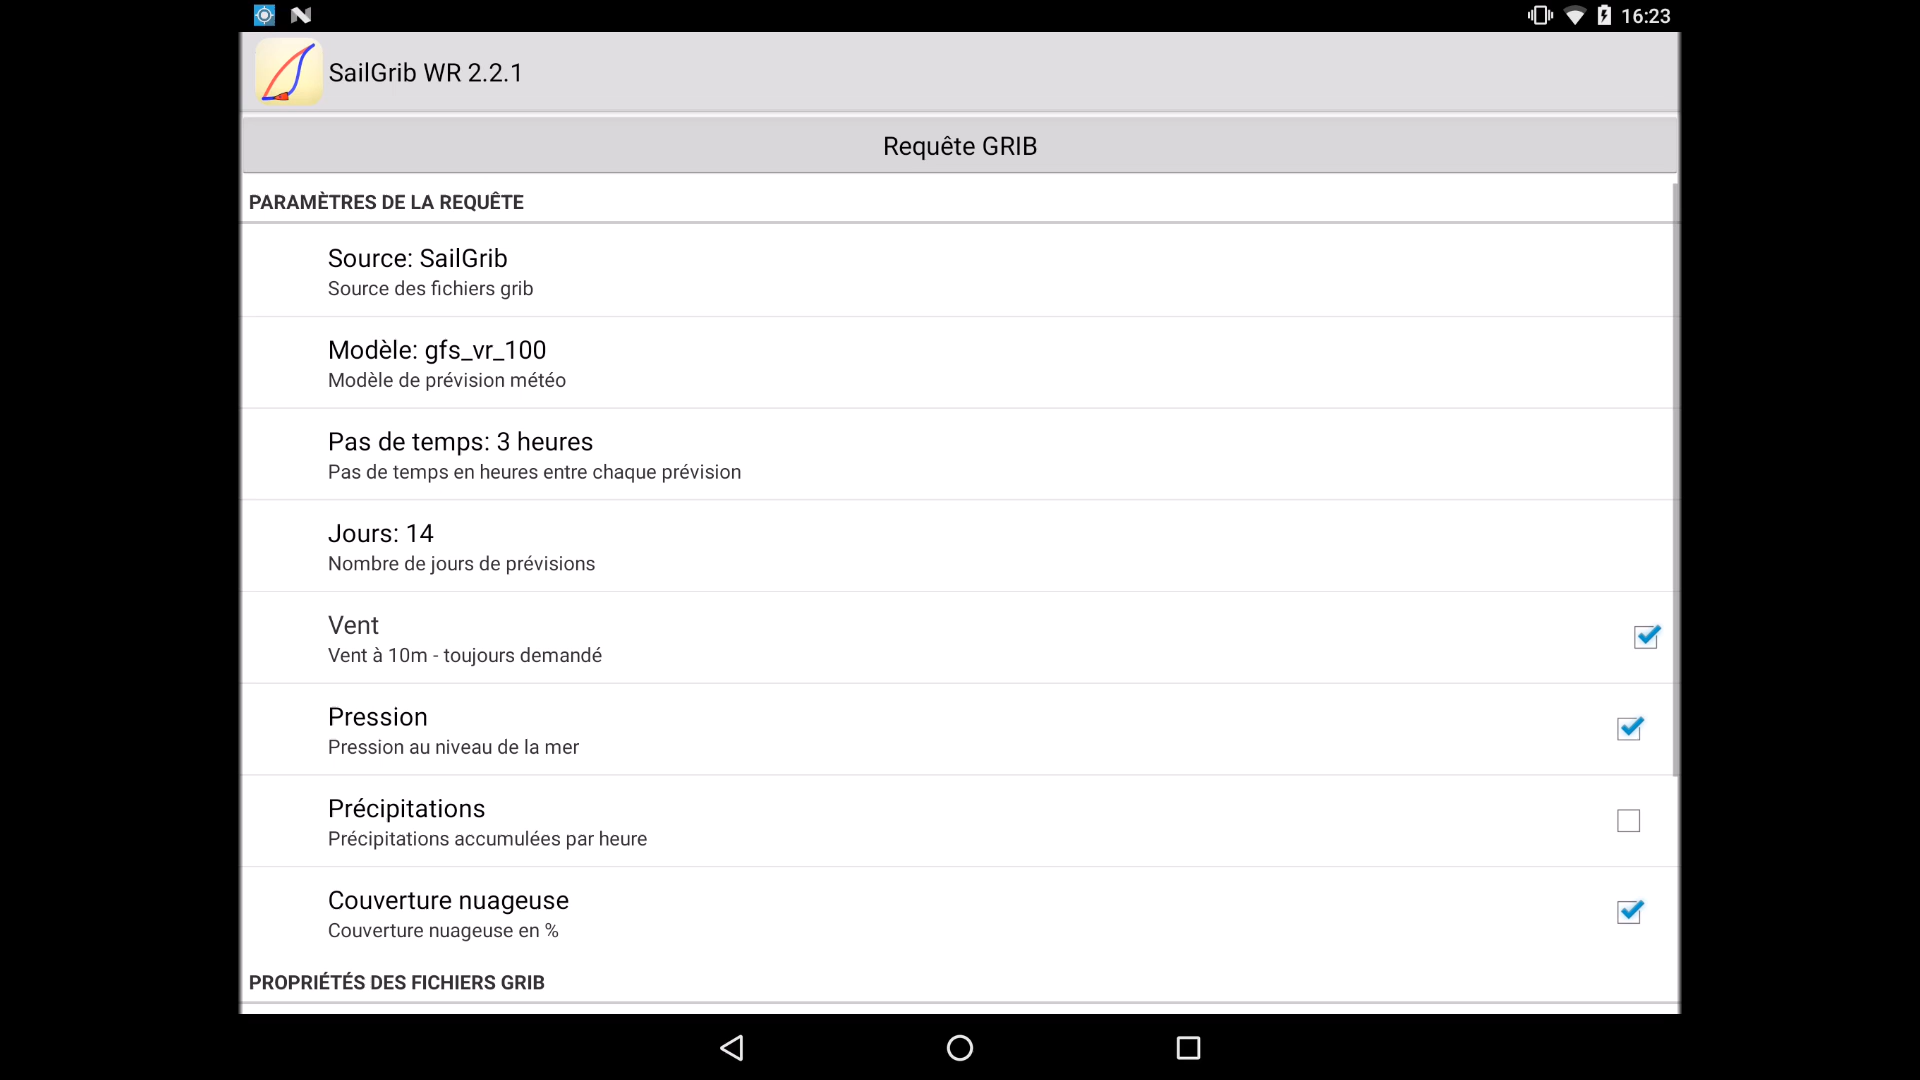 16:23
SailGrib WR 2.2.1
Requête GRIB
PARAMÈTRES DE LA REQUÊTE
Source: SailGrib
Source des fichiers grib
Modèle: gfs_vr_100
Modèle de prévision météo
Pas de temps: 3 heures
Pas de temps en heures entre chaque prévision
Jours: 14
Nombre de jours de prévisions
Vent
Vent à 10m - toujours demandé
Pression
Pression au niveau de la mer
Précipitations
Précipitations accumulées par heure
Couverture nuageuse
Couverture nuageuse en %
PROPRIÉTÉS DES FICHIERS GRIB